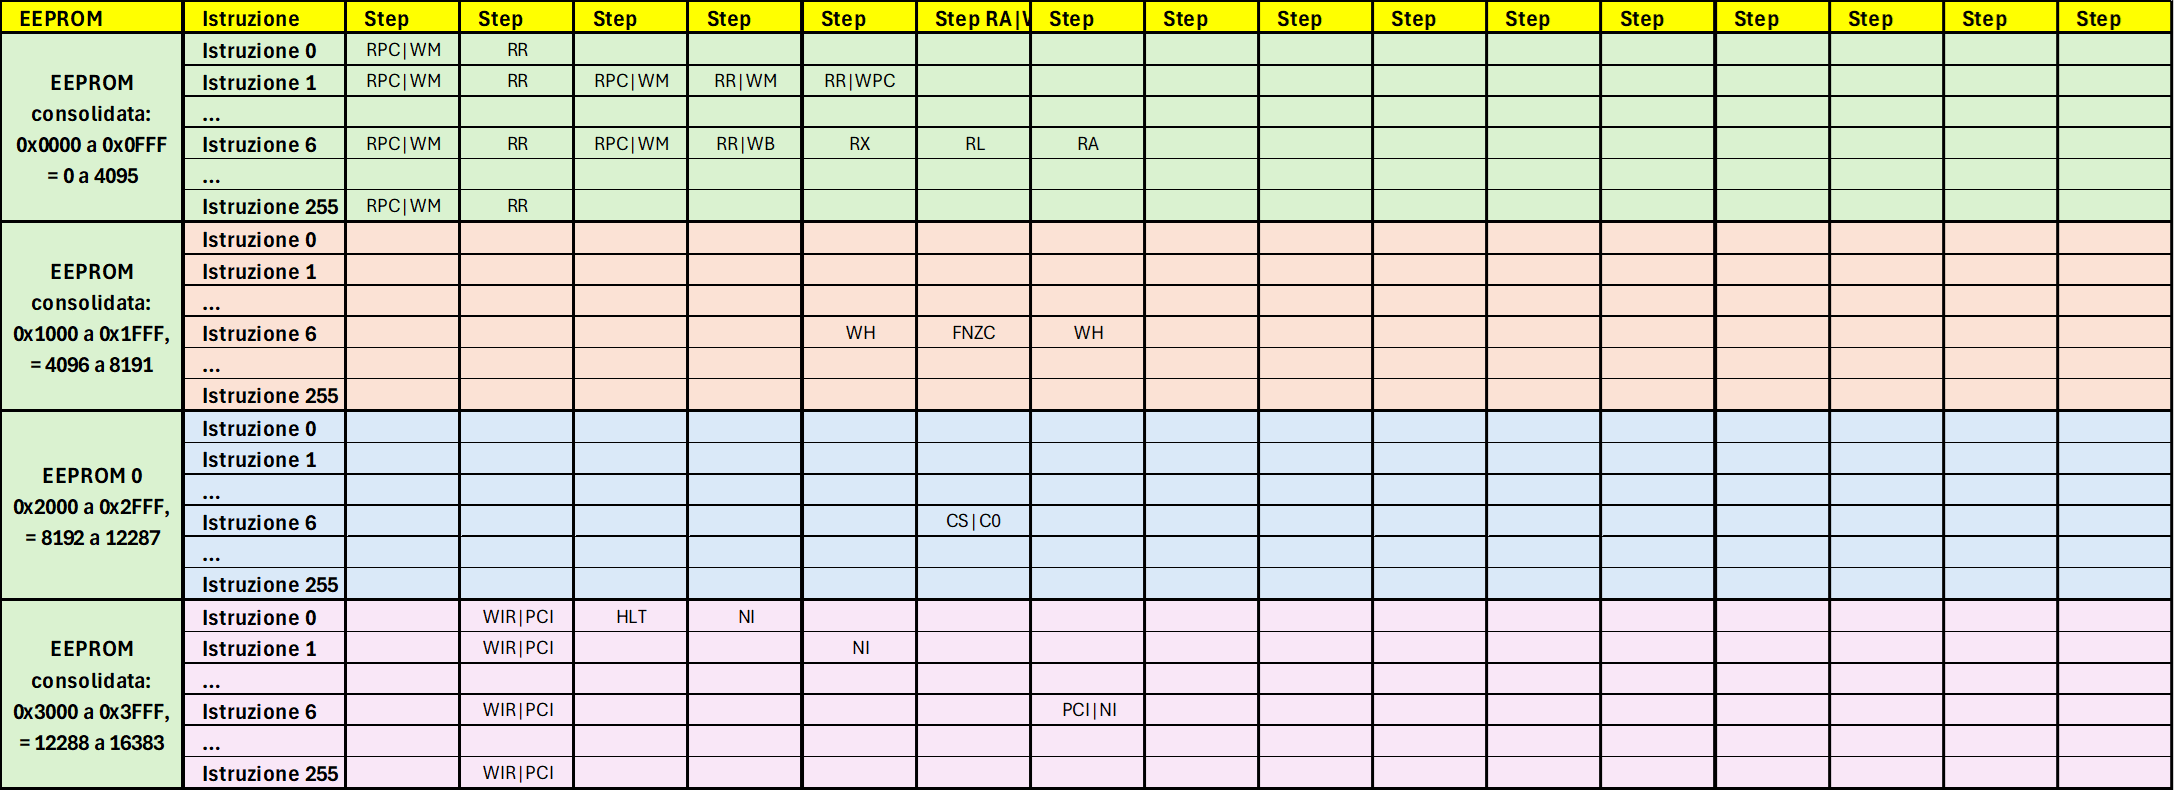 EEPROM Istruzione Step Step Step Step Step Step RA|W Step Step Step Step Step Step Step Step Step Step
EEPROM
consolidata:
0x0000 a 0x0FFF
= 0 a 4095
Istruzione 0 RPC|WM RR
Istruzione 1 RPC|WM RR RPC|WM RR|WM RR|WPC
...
Istruzione 6 RPC|WM RR RPC|WM RR|WB RX RL RA
...
Istruzione 255 RPC|WM RR
EEPROM
consolidata:
0x1000 a 0x1FFF,
= 4096 a 8191
Istruzione 0
Istruzione 1
...
Istruzione 6 WH FNZC WH
...
Istruzione 255
EEPROM 0
0x2000 a 0x2FFF,
= 8192 a 12287
Istruzione 0
Istruzione 1
...
Istruzione 6 CS|C0
...
Istruzione 255
EEPROM
consolidata:
0x3000 a 0x3FFF,
= 12288 a 16383
Istruzione 0 WIR|PCI HLT NI
Istruzione 1 WIR|PCI NI
...
Istruzione 6 WIR|PCI PCI|NI
...
Istruzione 255 WIR|PCI